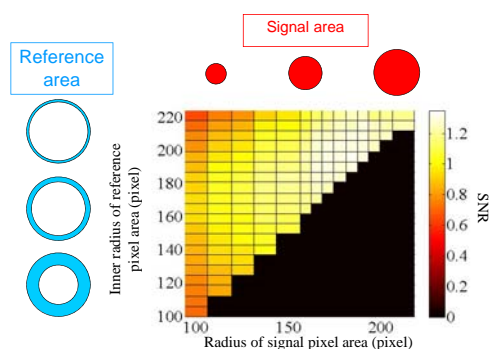 Signal area
Reference
area
220
200
180
160
140
120
100
Inner radius of reference
pixel area (pixel)
100
150
200
Radius of signal pixel area (pixel)
1.2
1
0.8
0.6
0.4
0.2
0
SNR